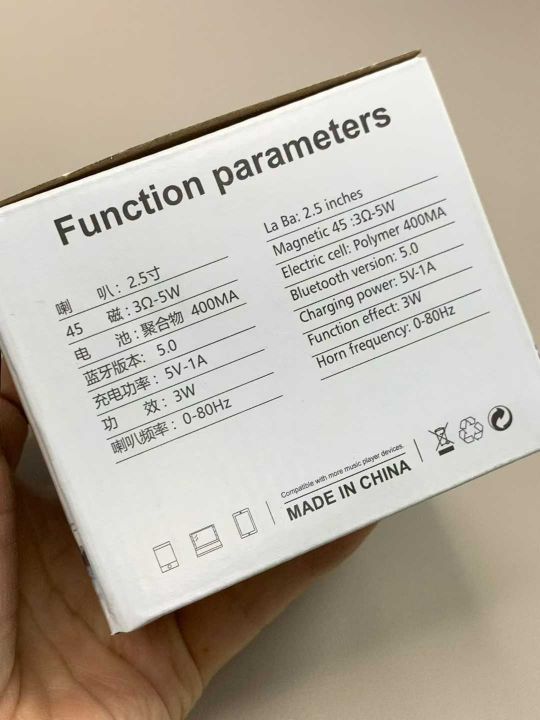 Function parameters
喇 叭：2.5寸
45 磁：3Ω-5W
电 池：聚合物 400MA
蓝牙版本： 5.0
充电功率：5V-1A
功 效：3W
喇叭频率：0-80Hz
La Ba: 2.5 inches
Magnetic 45 :3Ω-5W
Electric cell: Polymer 400MA
Bluetooth version: 5.0
Charging power: 5V-1A
Function effect: 3W
Horn frequency: 0-80Hz
Compatible with more music player devices.
MADE IN CHINA